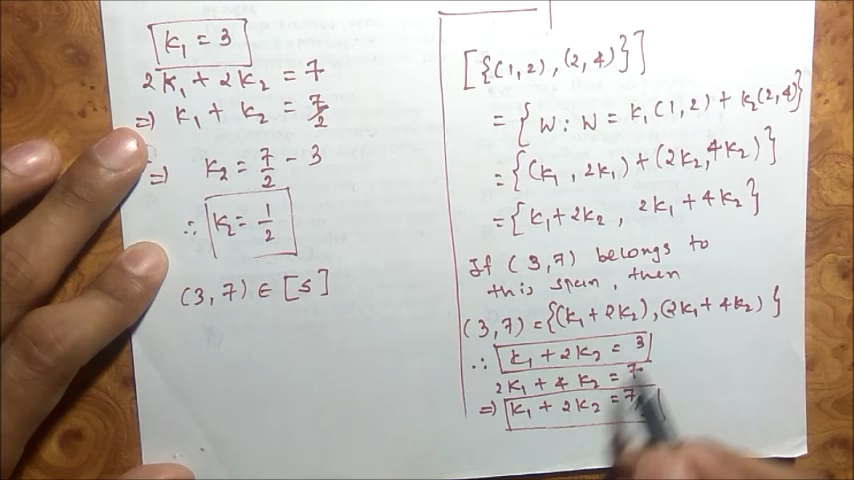 K₁ = 3
2K₁ + 2K₂ = 7
⇒ K₁ + K₂ = 7/2
⇒ K₂ = 7/2 - 3
∴ K₂ = 1/2
(3,7) ∈ [S]
[{(1,2), (2,4)}]
= {W : W = K₁(1,2) + K₂(2,4)}
= {(K₁, 2K₁) + (2K₂, 4K₂)}
= {K₁+2K₂, 2K₁+4K₂}
If (3,7) belongs to
this span, then
(3,7) = {(K₁+2K₂), (2K₁+4K₂)}
∴ K₁ + 2K₂ = 3
2K₁ + 4K₂ = 7
⇒ K₁ + 2K₂ = 7